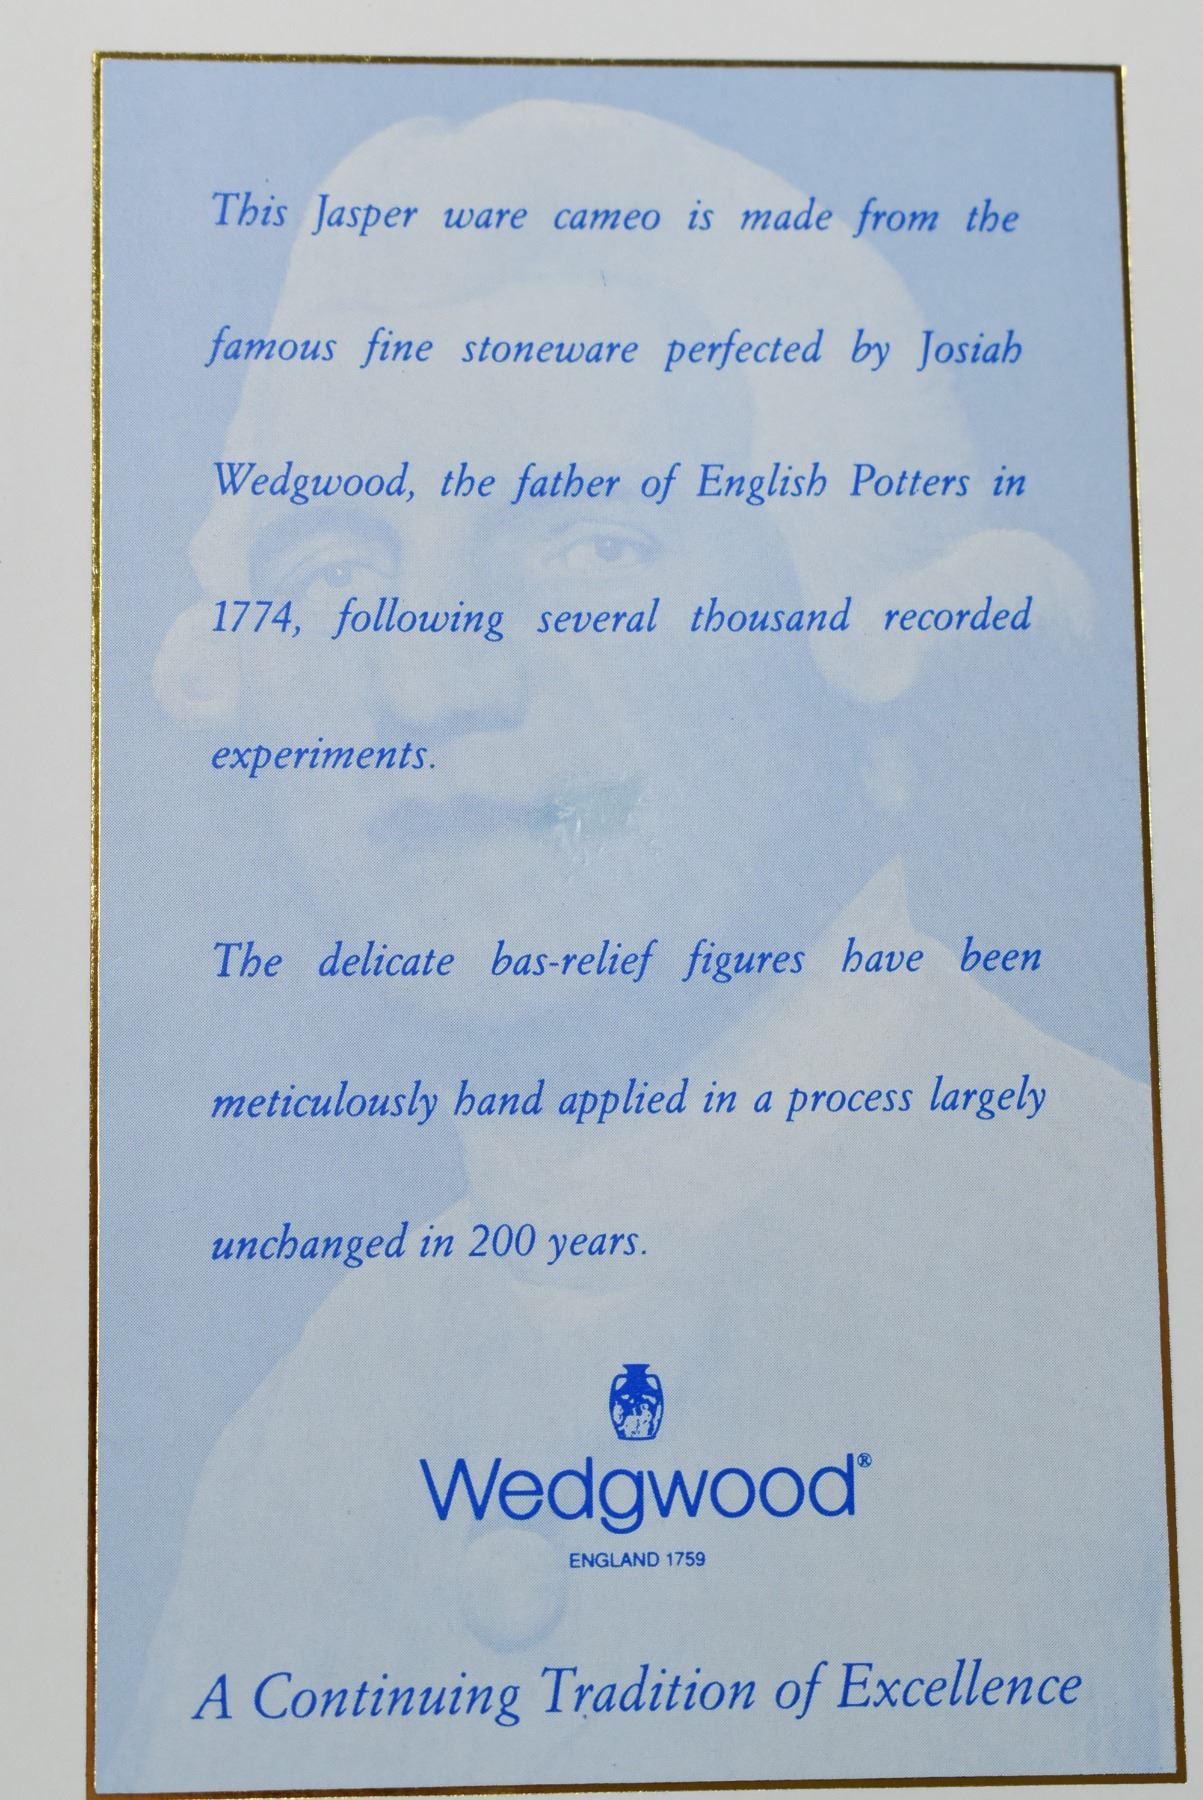 This Jasper ware cameo is made from the
famous fine stoneware perfected by Josiah
Wedgwood, the father of English Potters in
1774, following several thousand recorded
experiments.
The delicate bas-relief figures have been
meticulously hand applied in a process largely
unchanged in 200 years.
Wedgwood®
ENGLAND 1759
A Continuing Tradition of Excellence